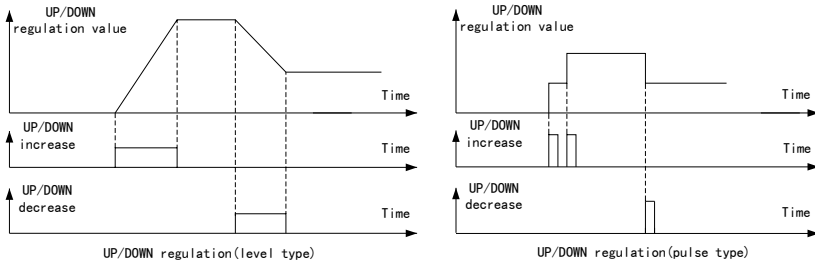 UP/DOWN
regulation value
Time
UP/DOWN
increase
Time
UP/DOWN
decrease
Time
UP/DOWN regulation(level type)
UP/DOWN
regulation value
Time
UP/DOWN
increase
Time
UP/DOWN
decrease
Time
UP/DOWN regulation(pulse type)